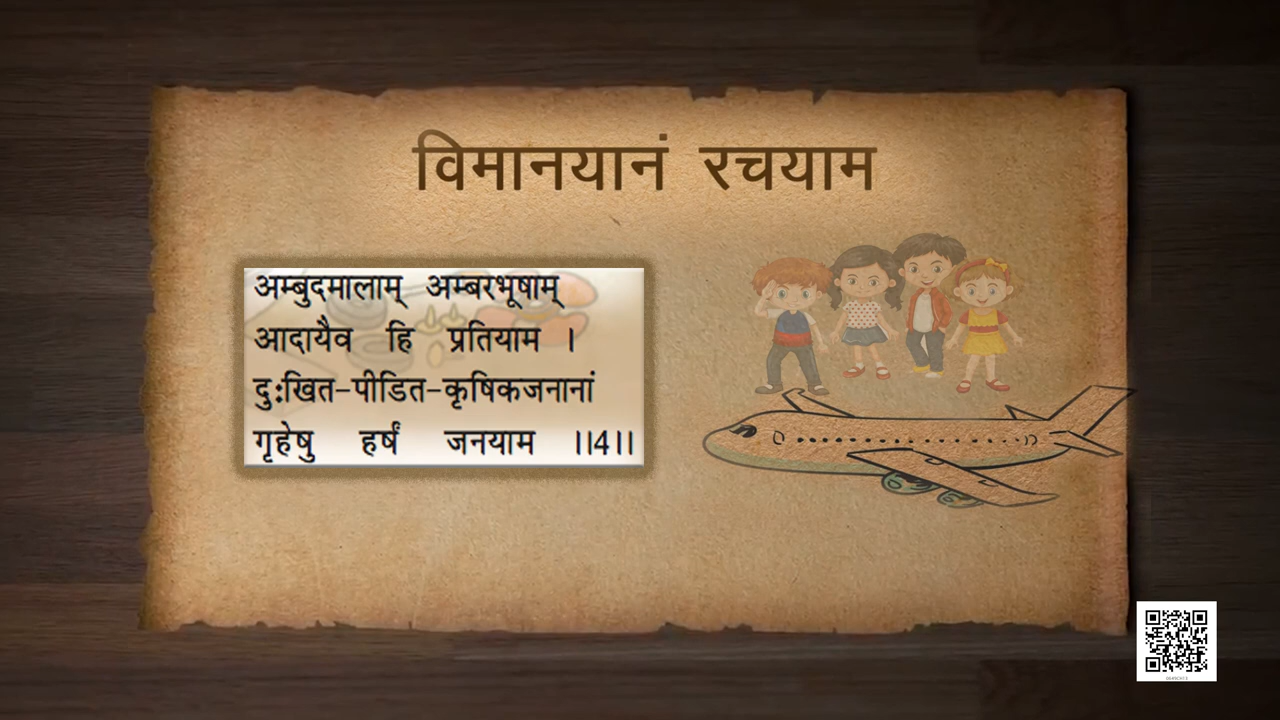 विमानयानं रचयाम
अम्बुदमालाम् अम्बरभूषाम्
आदायैव हि प्रतियाम ।
दुःखित-पीडित-कृषिकजनानां
गृहेषु हर्षं जनयाम ।।4।।